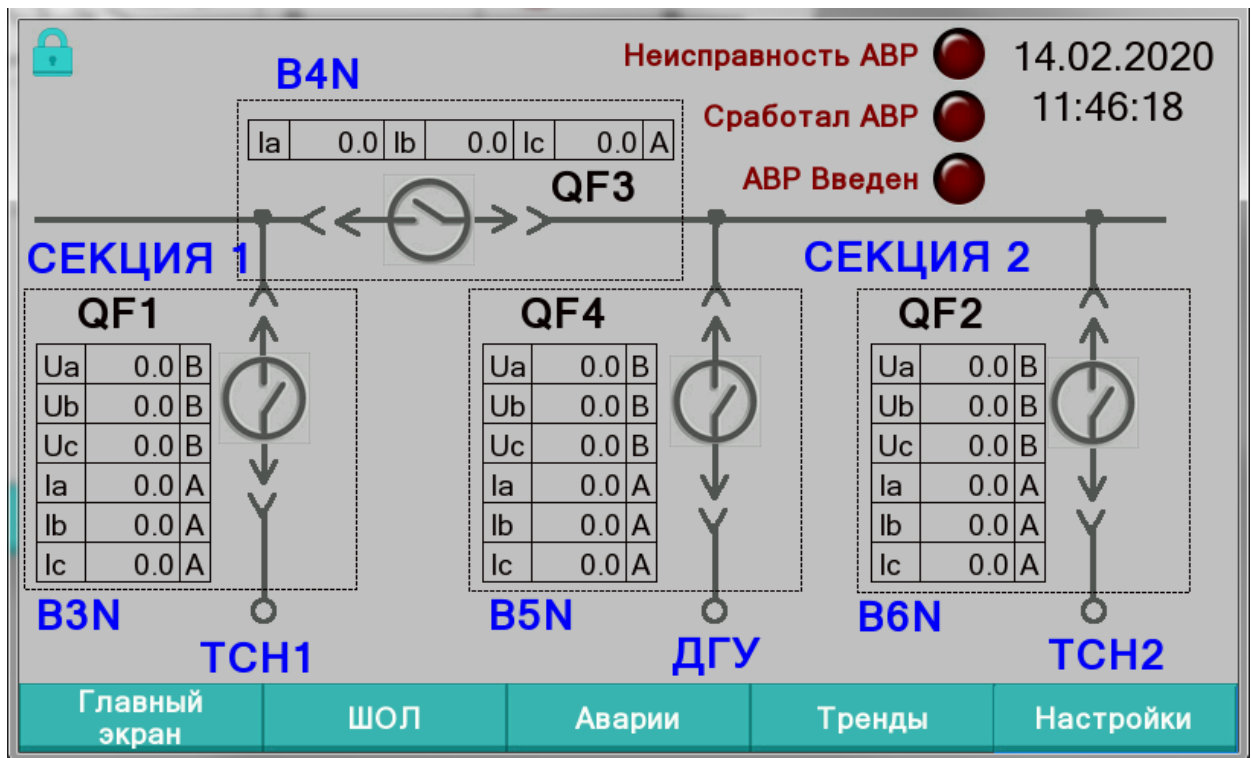 Неисправность АВР
14.02.2020
B4N
Сработал АВР
11:46:18
Ia 0.0 Ib 0.0 Ic 0.0 A
АВР Введен
QF3
СЕКЦИЯ 1
СЕКЦИЯ 2
QF1
Ua 0.0 В
Ub 0.0 В
Uc 0.0 В
Ia 0.0 A
Ib 0.0 A
Ic 0.0 A
B3N
ТСН1
QF4
Ua 0.0 В
Ub 0.0 В
Uc 0.0 В
Ia 0.0 A
Ib 0.0 A
Ic 0.0 A
B5N
ДГУ
QF2
Ua 0.0 В
Ub 0.0 В
Uc 0.0 В
Ia 0.0 A
Ib 0.0 A
Ic 0.0 A
B6N
ТСН2
Главный
экран
ШОЛ
Аварии
Тренды
Настройки